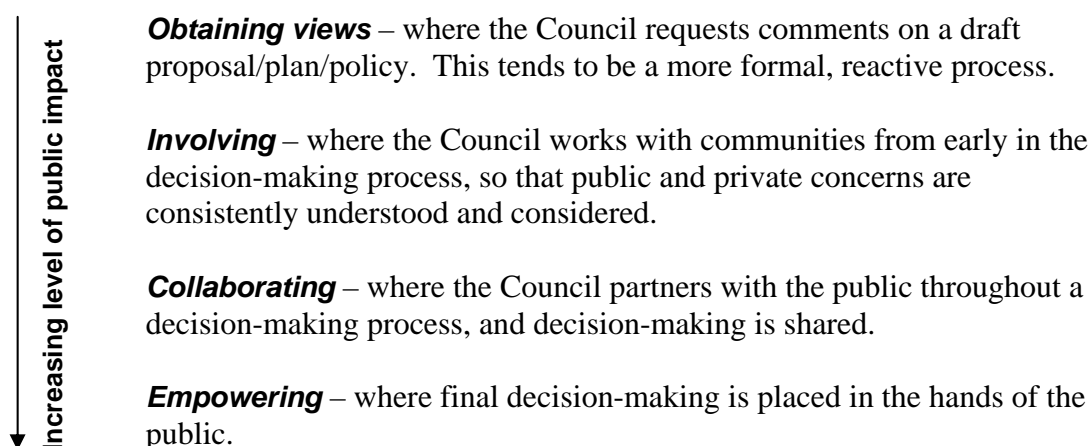 Increasing level of public impact
Obtaining views – where the Council requests comments on a draft
proposal/plan/policy.  This tends to be a more formal, reactive process.
Involving – where the Council works with communities from early in the
decision-making process, so that public and private concerns are
consistently understood and considered.
Collaborating – where the Council partners with the public throughout a
decision-making process, and decision-making is shared.
Empowering – where final decision-making is placed in the hands of the
public.